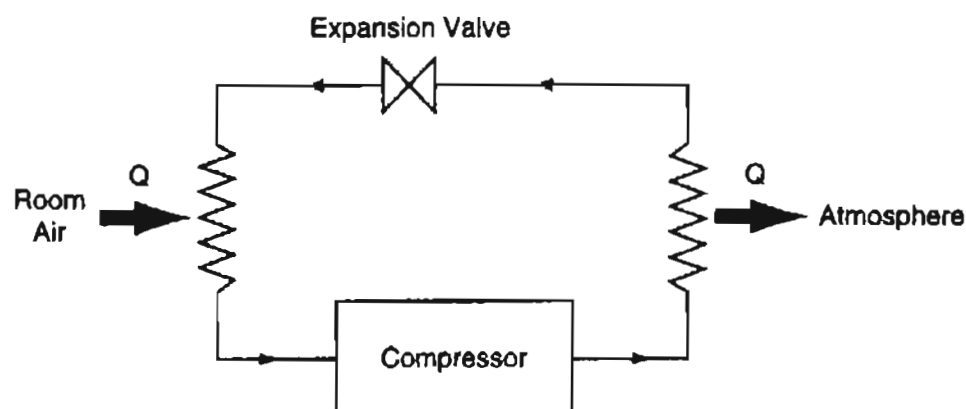 Expansion Valve
Q
Room
Air
Q
Atmosphere
Compressor